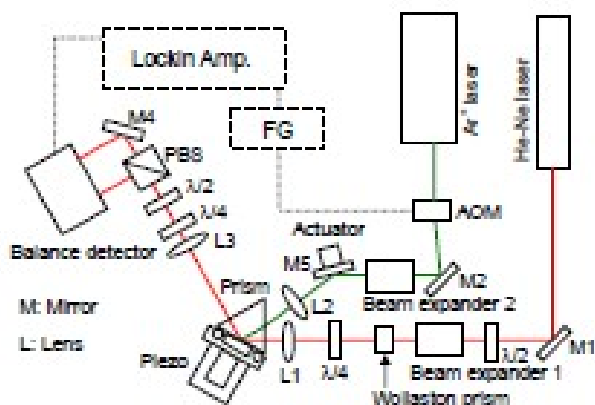 Lockin Amp.
FG
Ar+ laser
He-Ne laser
M4
PBS
λ/2
λ/4
L3
Balance detector
AOM
Actuator
M5
M2
Beam expander 2
L2
Prism
M: Mirror
L: Lens
Piezo
L1
λ/4
Wollaston prism
Beam expander 1
λ/2
M1